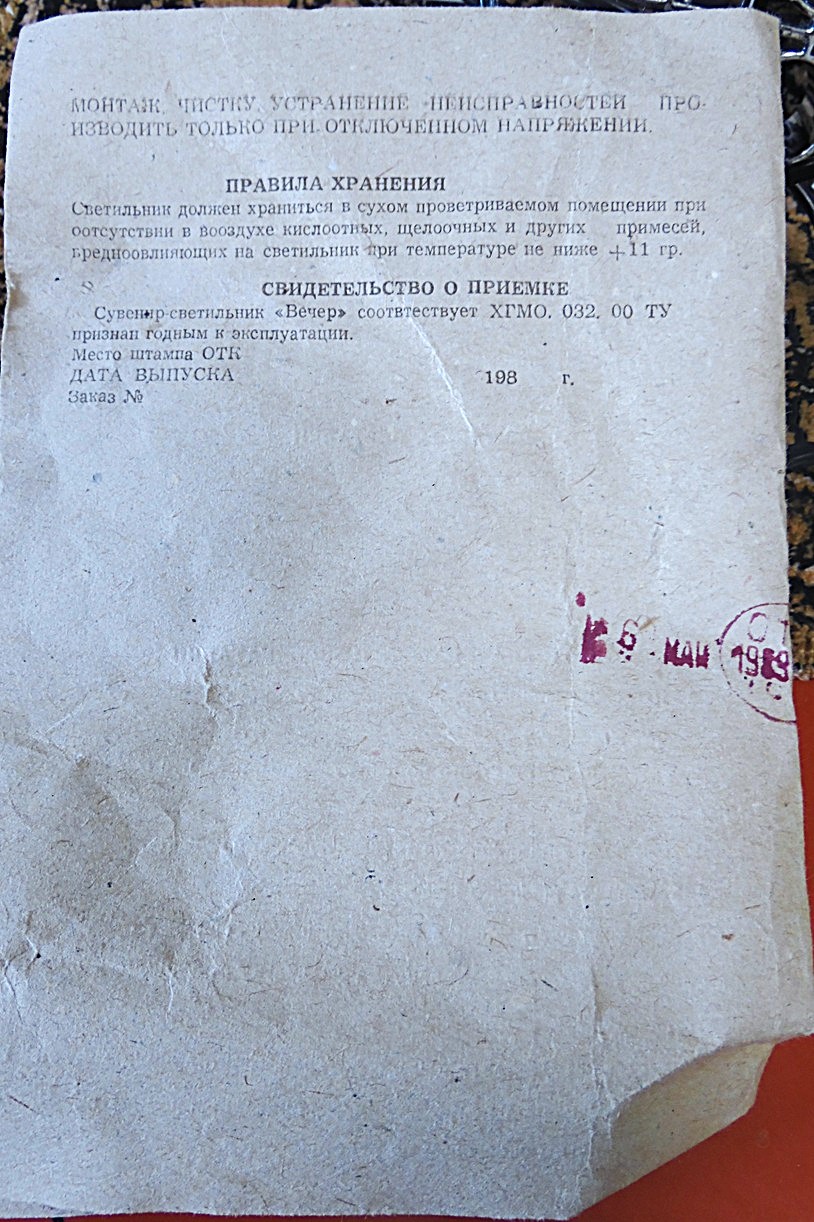 МОНТАЖ, ЧИСТКУ, УСТРАНЕНИЕ НЕИСПРАВНОСТЕЙ ПРО-
ИЗВОДИТЬ ТОЛЬКО ПРИ ОТКЛЮЧЕННОМ НАПРЯЖЕНИИ.
ПРАВИЛА ХРАНЕНИЯ
Светильник должен храниться в сухом проветриваемом помещении при
оотсутствии в вооздухе кислоотных, щелоочных и других примесей,
вредноовлияющих на светильник при температуре не ниже +11 гр.
СВИДЕТЕЛЬСТВО О ПРИЕМКЕ
Сувенир-светильник «Вечер» соотвтествует ХГМО. 032. 00 ТУ
признан годным к эксплуатации.
Место штампа ОТК
ДАТА ВЫПУСКА 198 г.
Заказ №
6 МАЙ
1989